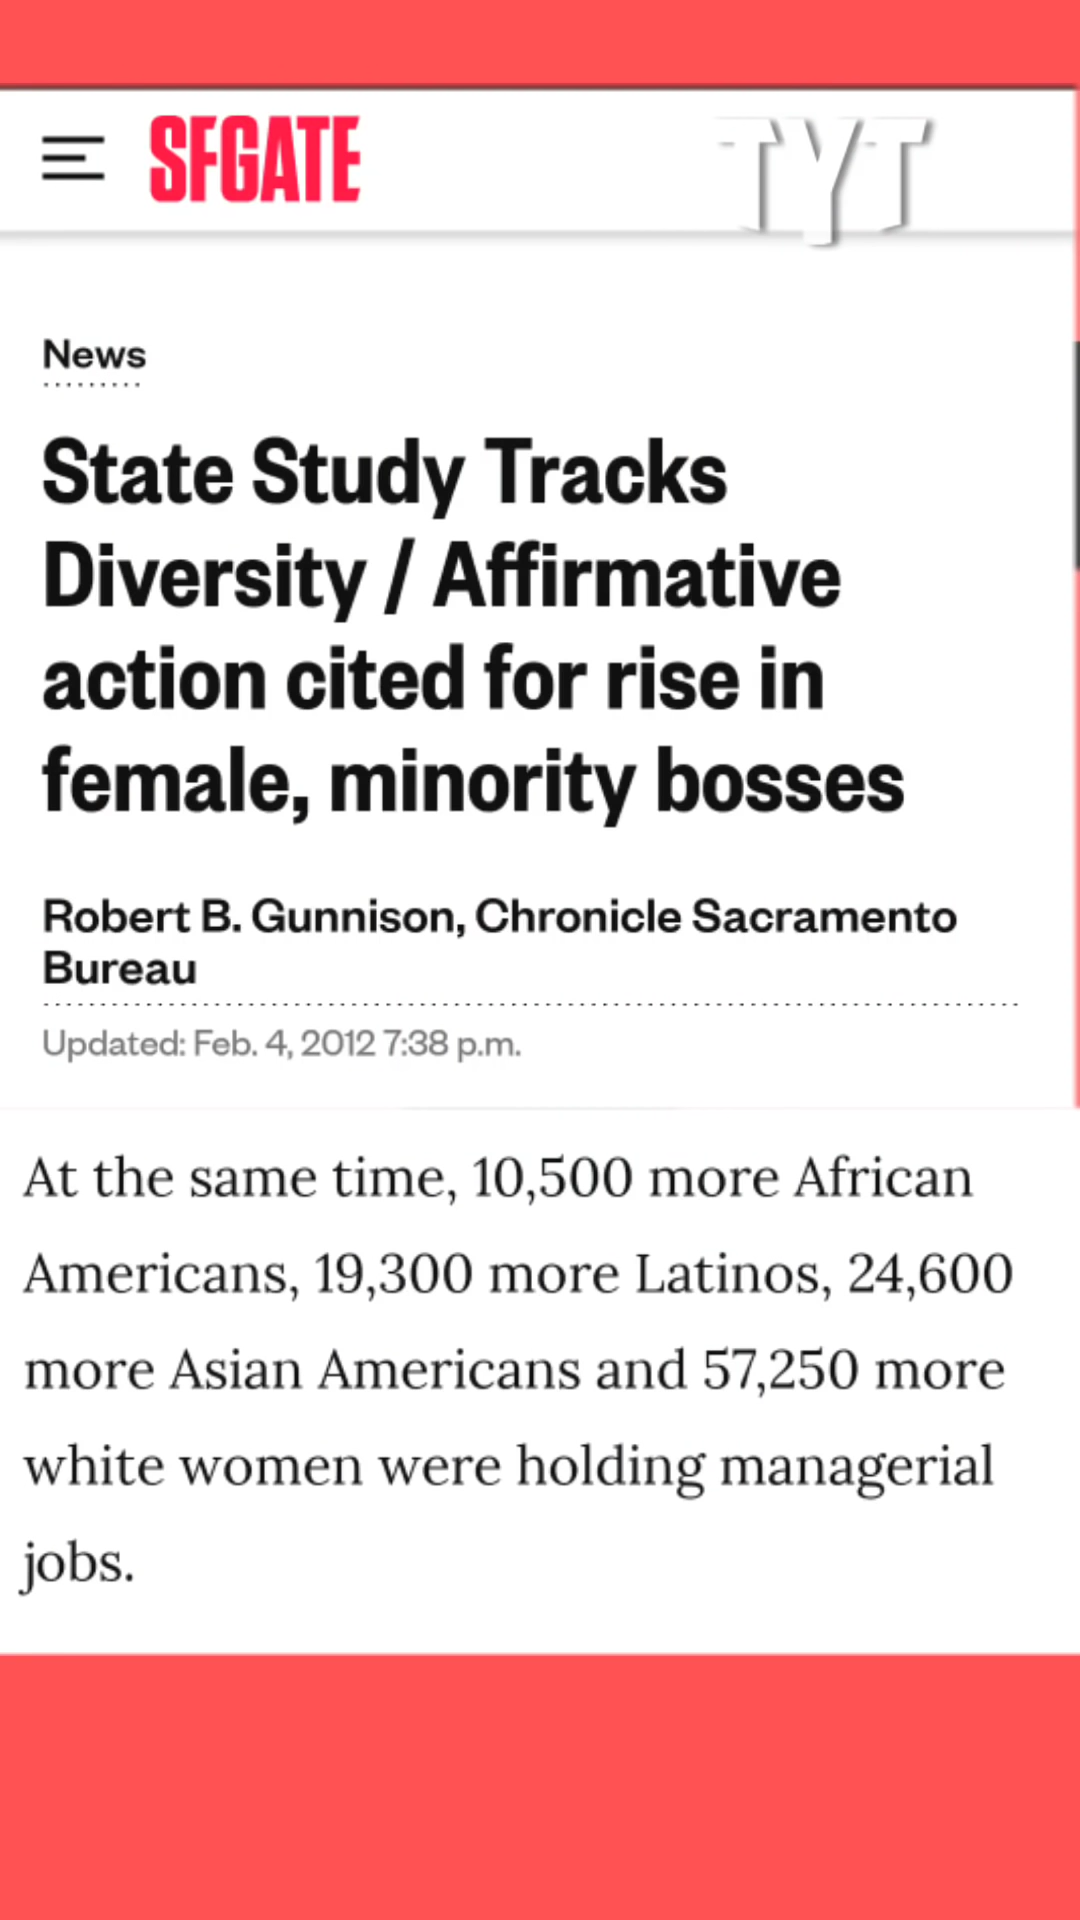 SFGATE
TYT
News
State Study Tracks
Diversity / Affirmative
action cited for rise in
female, minority bosses
Robert B. Gunnison, Chronicle Sacramento
Bureau
Updated: Feb. 4, 2012 7:38 p.m.
At the same time, 10,500 more African
Americans, 19,300 more Latinos, 24,600
more Asian Americans and 57,250 more
white women were holding managerial
jobs.